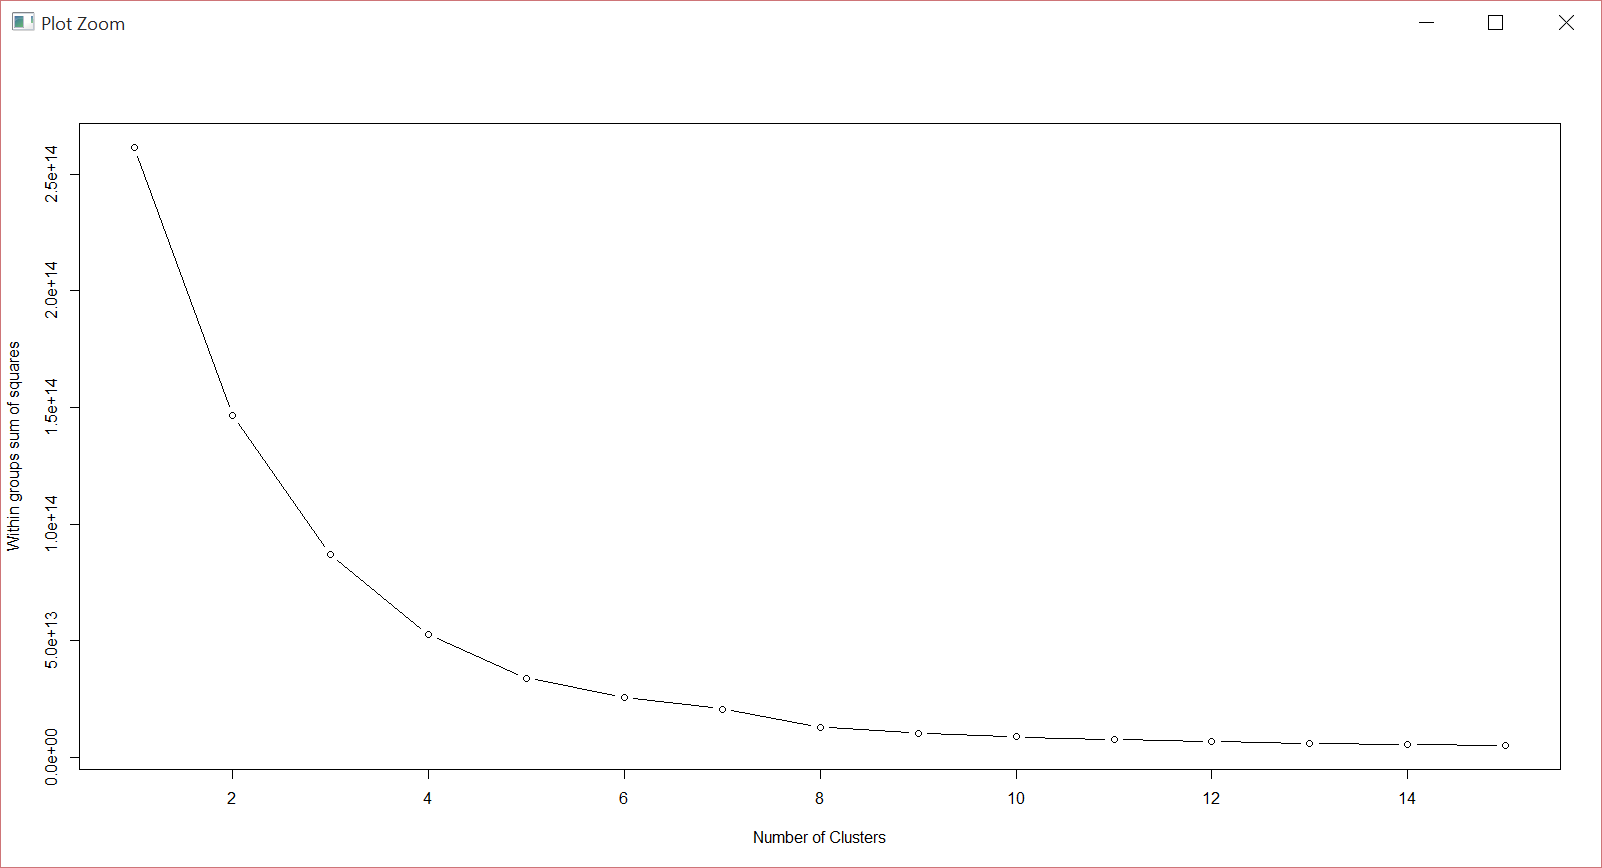 Plot Zoom
Within groups sum of squares
2.5e+14
2.0e+14
1.5e+14
1.0e+14
5.0e+13
0.0e+00
2 4 6 8 10 12 14
Number of Clusters